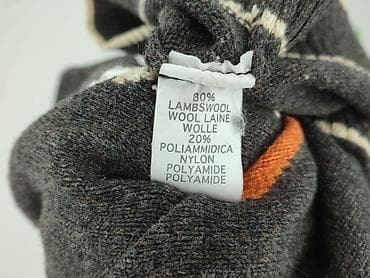 80%
LAMBSWOOL
WOOL LAINE
WOLLE
20%
POLIAMMIDICA
NYLON
POLYAMIDE
POLYAMIDE